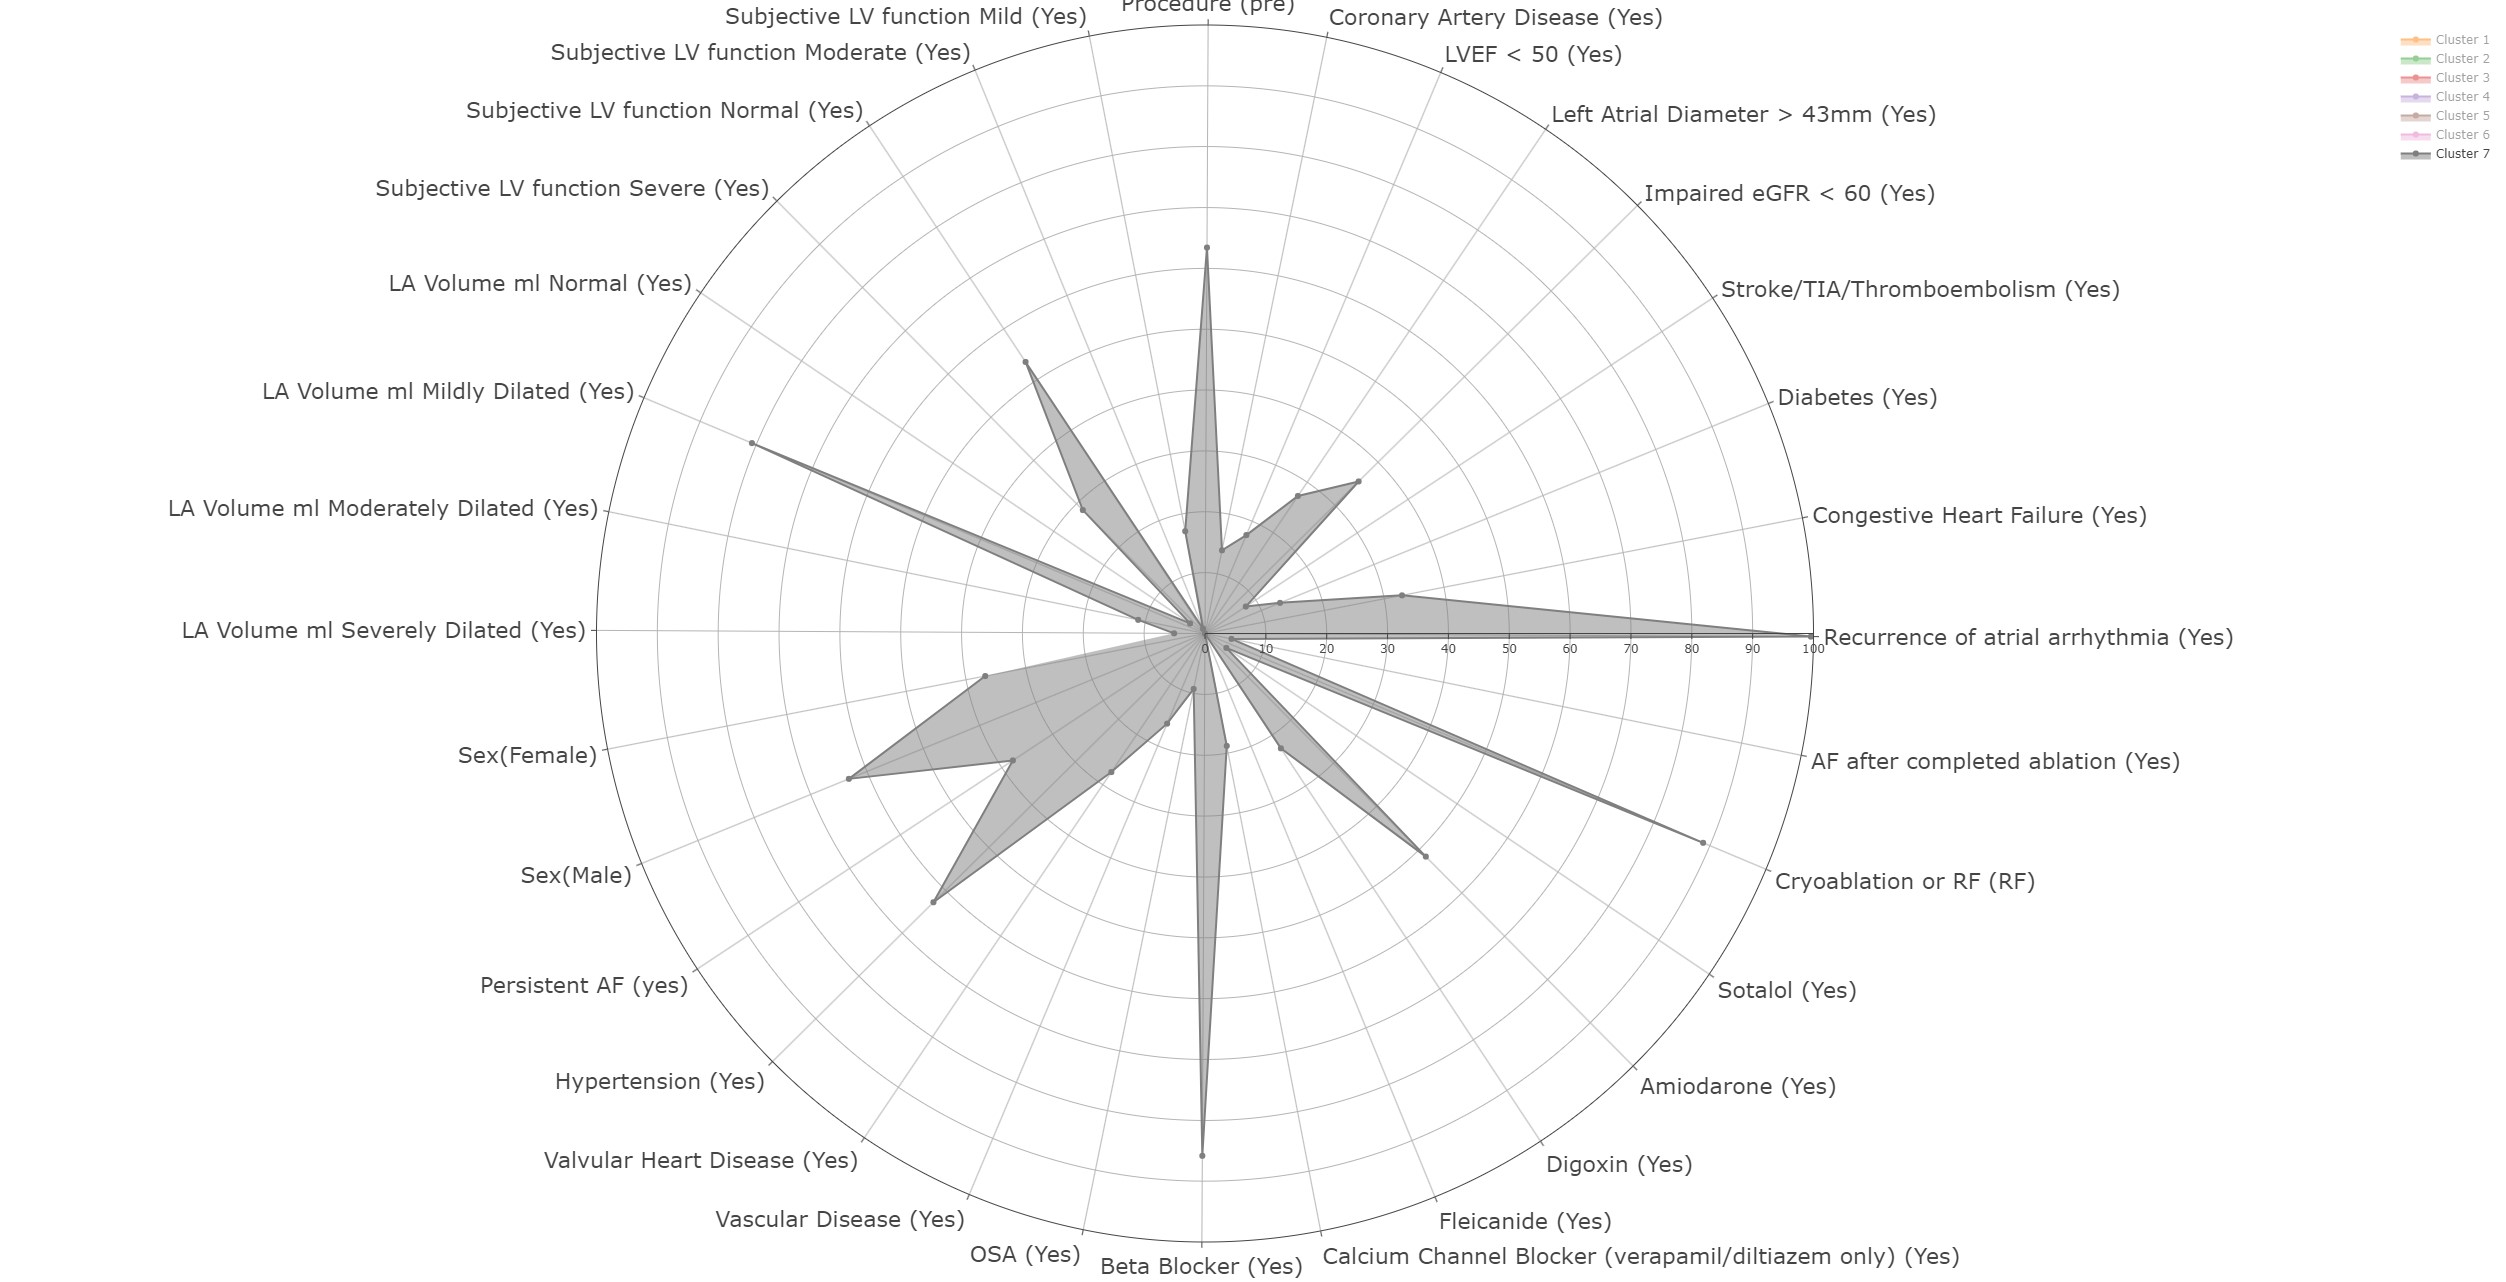 Procedure (pre)
Subjective LV function Mild (Yes)
Coronary Artery Disease (Yes)
Subjective LV function Moderate (Yes)
LVEF < 50 (Yes)
Subjective LV function Normal (Yes)
Left Atrial Diameter > 43mm (Yes)
Subjective LV function Severe (Yes)
Impaired eGFR < 60 (Yes)
LA Volume ml Normal (Yes)
Stroke/TIA/Thromboembolism (Yes)
LA Volume ml Mildly Dilated (Yes)
Diabetes (Yes)
LA Volume ml Moderately Dilated (Yes)
Congestive Heart Failure (Yes)
LA Volume ml Severely Dilated (Yes)
Recurrence of atrial arrhythmia (Yes)
0 10 20 30 40 50 60 70 80 90 100
Sex(Female)
AF after completed ablation (Yes)
Sex(Male)
Cryoablation or RF (RF)
Persistent AF (yes)
Sotalol (Yes)
Hypertension (Yes)
Amiodarone (Yes)
Valvular Heart Disease (Yes)
Digoxin (Yes)
Vascular Disease (Yes)
Fleicanide (Yes)
OSA (Yes)
Beta Blocker (Yes)
Calcium Channel Blocker (verapamil/diltiazem only) (Yes)
Cluster 1
Cluster 2
Cluster 3
Cluster 4
Cluster 5
Cluster 6
Cluster 7